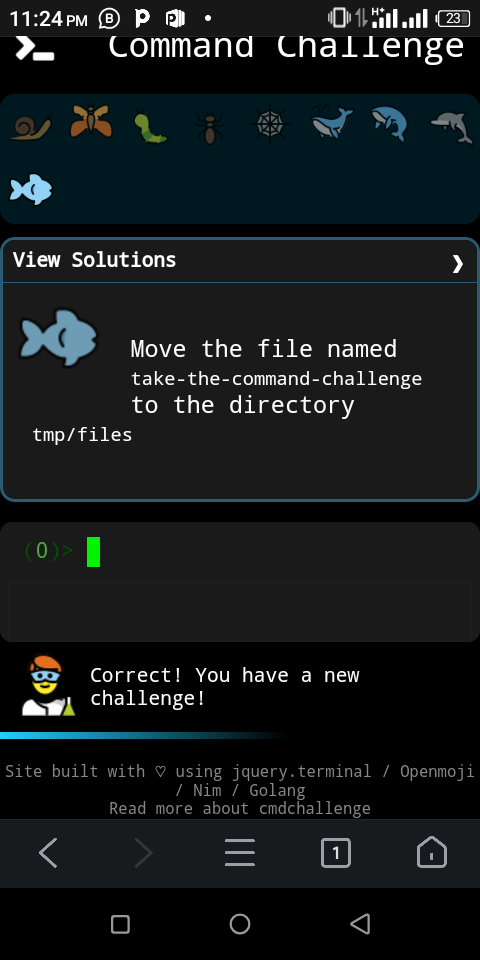 11:24 PM
23
Command Challenge
View Solutions
Move the file named
take-the-command-challenge
to the directory
tmp/files
(0)>
Correct! You have a new
challenge!
Site built with ♡ using jquery.terminal / Openmoji
/ Nim / Golang
Read more about cmdchallenge
1